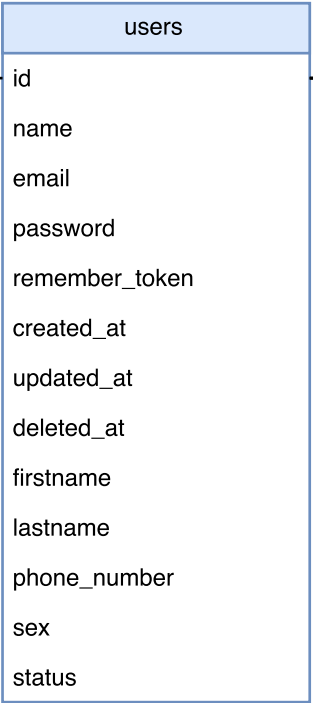 users
id
name
email
password
remember_token
created_at
updated_at
deleted_at
firstname
lastname
phone_number
sex
status